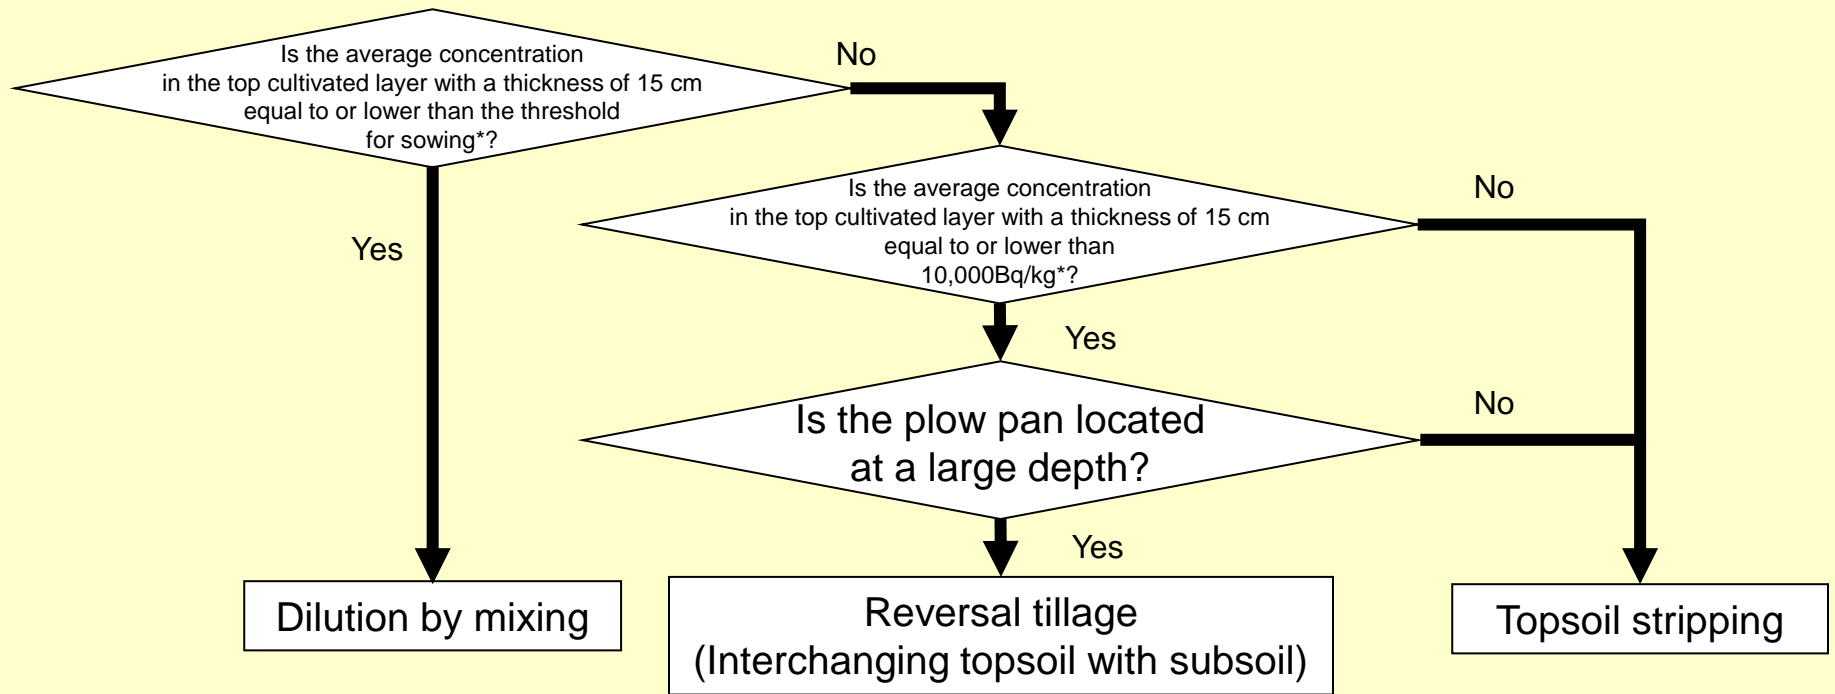 Is the average concentration
in the top cultivated layer with a thickness of 15 cm
equal to or lower than the threshold
for sowing*?
No
Is the average concentration
in the top cultivated layer with a thickness of 15 cm
equal to or lower than
10,000Bq/kg*?
No
Yes
Yes
Is the plow pan located
at a large depth?
No
Yes
Dilution by mixing
Reversal tillage
(Interchanging topsoil with subsoil)
Topsoil stripping